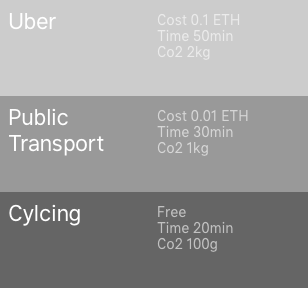 Uber
Cost 0.1 ETH
Time 50min
Co2 2kg
Public
Transport
Cost 0.01 ETH
Time 30min
Co2 1kg
Cylcing
Free
Time 20min
Co2 100g